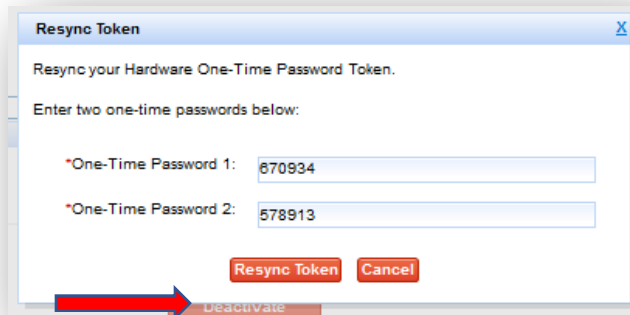 Resync Token X
Resync your Hardware One-Time Password Token.
Enter two one-time passwords below:
*One-Time Password 1: 670934
*One-Time Password 2: 578913
Resync Token Cancel
Deactivate